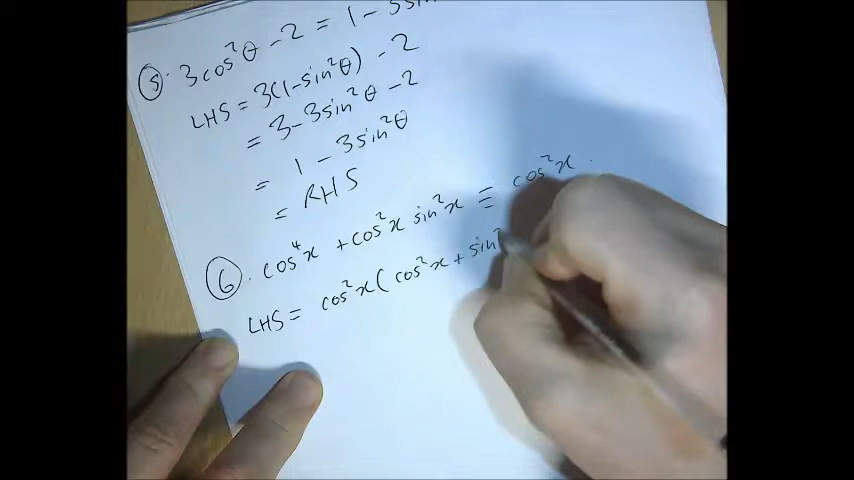 ⑤. 3cos²θ - 2 = 1 - 3sin
LHS = 3(1-sin²θ) - 2
= 3-3sin²θ -2
= 1 - 3sin²θ
= RHS
⑥. cos⁴x + cos²x sin²x ≡ cos²x.
LHS = cos²x(cos²x + sin²